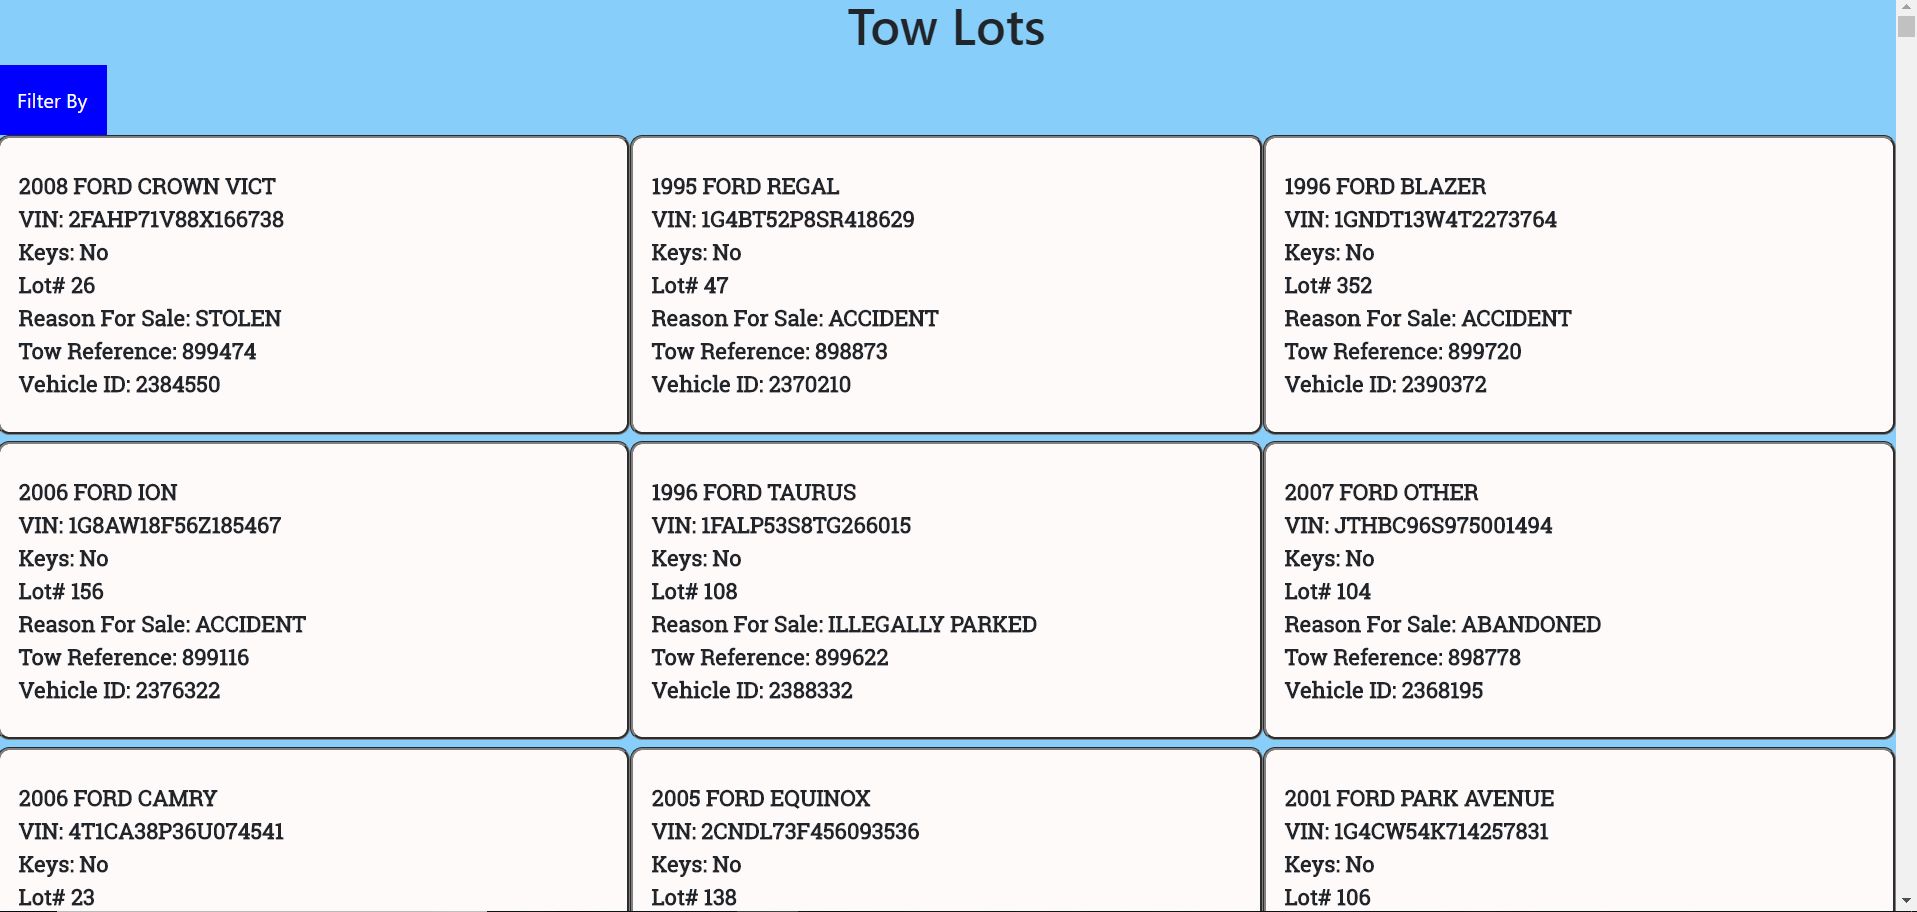 Tow Lots
Filter By
2008 FORD CROWN VICT
VIN: 2FAHP71V88X166738
Keys: No
Lot# 26
Reason For Sale: STOLEN
Tow Reference: 899474
Vehicle ID: 2384550
1995 FORD REGAL
VIN: 1G4BT52P8SR418629
Keys: No
Lot# 47
Reason For Sale: ACCIDENT
Tow Reference: 898873
Vehicle ID: 2370210
1996 FORD BLAZER
VIN: 1GNDT13W4T2273764
Keys: No
Lot# 352
Reason For Sale: ACCIDENT
Tow Reference: 899720
Vehicle ID: 2390372
2006 FORD ION
VIN: 1G8AW18F56Z185467
Keys: No
Lot# 156
Reason For Sale: ACCIDENT
Tow Reference: 899116
Vehicle ID: 2376322
1996 FORD TAURUS
VIN: 1FALP53S8TG266015
Keys: No
Lot# 108
Reason For Sale: ILLEGALLY PARKED
Tow Reference: 899622
Vehicle ID: 2388332
2007 FORD OTHER
VIN: JTHBC96S975001494
Keys: No
Lot# 104
Reason For Sale: ABANDONED
Tow Reference: 898778
Vehicle ID: 2368195
2006 FORD CAMRY
VIN: 4T1CA38P36U074541
Keys: No
Lot# 23
2005 FORD EQUINOX
VIN: 2CNDL73F456093536
Keys: No
Lot# 138
2001 FORD PARK AVENUE
VIN: 1G4CW54K714257831
Keys: No
Lot# 106